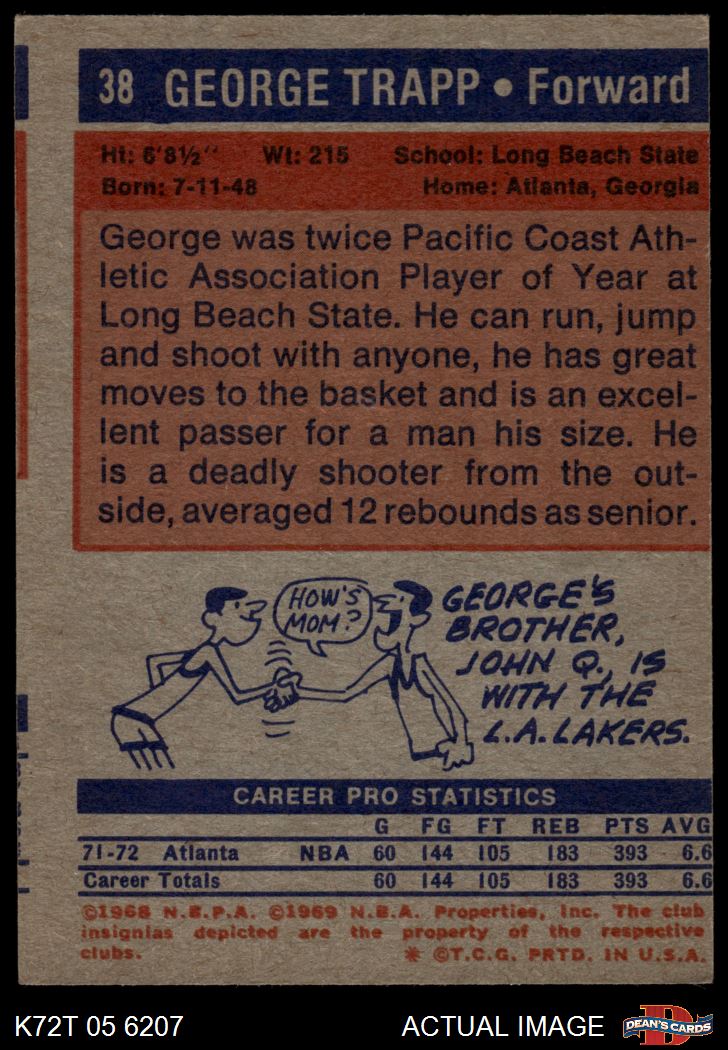 38 GEORGE TRAPP • Forward
Ht: 6'8½" Wt: 215 School: Long Beach State
Born: 7-11-48 Home: Atlanta, Georgia
George was twice Pacific Coast Ath-
letic Association Player of Year at
Long Beach State. He can run, jump
and shoot with anyone, he has great
moves to the basket and is an excel-
lent passer for a man his size. He
is a deadly shooter from the out-
side, averaged 12 rebounds as senior.
HOW'S
MOM?
GEORGE'S
BROTHER,
JOHN Q., IS
WITH THE
L.A. LAKERS.
CAREER PRO STATISTICS
G FG FT REB PTS AVG
71-72 Atlanta NBA 60 144 105 183 393 6.6
Career Totals 60 144 105 183 393 6.6
©1968 N.B.P.A. ©1969 N.B.A. Properties, Inc. The club
insignias depicted are the property of the respective
clubs. * ©T.C.G. PRTD. IN U.S.A.
K72T 05 6207 ACTUAL IMAGE
DEAN'S CARDS